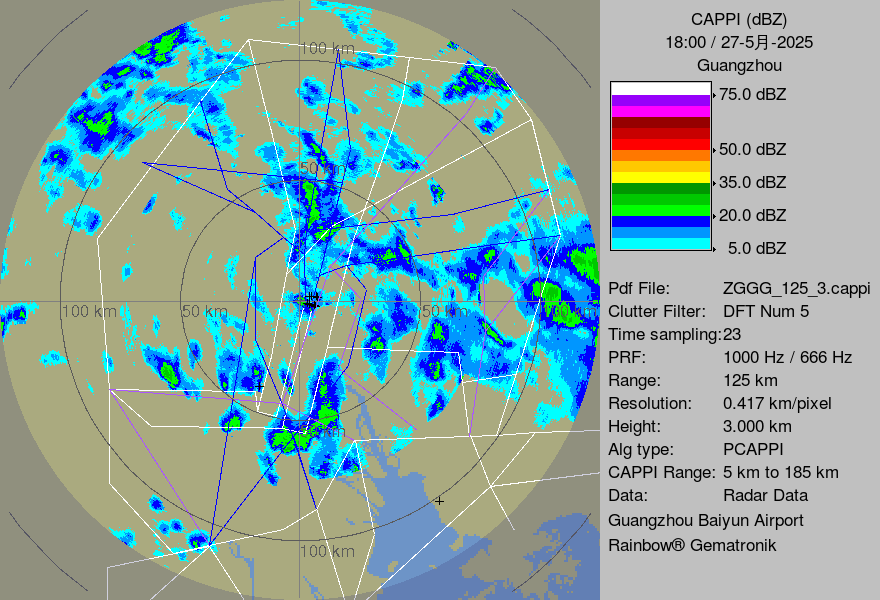 CAPPI (dBZ)
18:00 / 27-5月-2025
Guangzhou
75.0 dBZ
50.0 dBZ
35.0 dBZ
20.0 dBZ
5.0 dBZ
Pdf File: ZGGG_125_3.cappi
Clutter Filter: DFT Num 5
Time sampling:23
PRF: 1000 Hz / 666 Hz
Range: 125 km
Resolution: 0.417 km/pixel
Height: 3.000 km
Alg type: PCAPPI
CAPPI Range: 5 km to 185 km
Data: Radar Data
Guangzhou Baiyun Airport
Rainbow® Gematronik
100 km
50 km
100 km
50 km
50 km
100 km